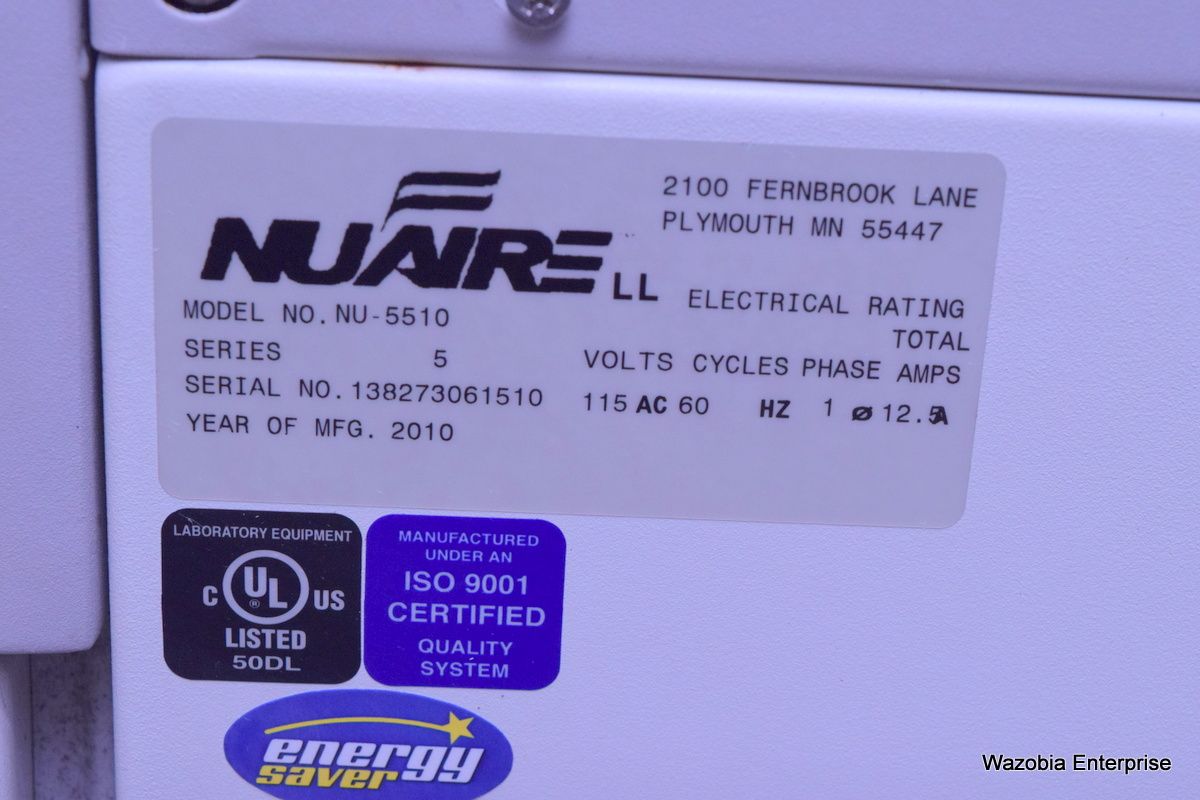 2100 FERNBROOK LANE
PLYMOUTH MN 55447
NUAIRE LL
ELECTRICAL RATING
MODEL NO. NU-5510
TOTAL
SERIES 5
VOLTS CYCLES PHASE AMPS
SERIAL NO. 138273061510
115 AC 60 HZ 1 ø 12.5A
YEAR OF MFG. 2010
LABORATORY EQUIPMENT
C UL ® US
LISTED
50DL
MANUFACTURED
UNDER AN
ISO 9001
CERTIFIED
QUALITY
SYSTEM
energy
saver
Wazobia Enterprise